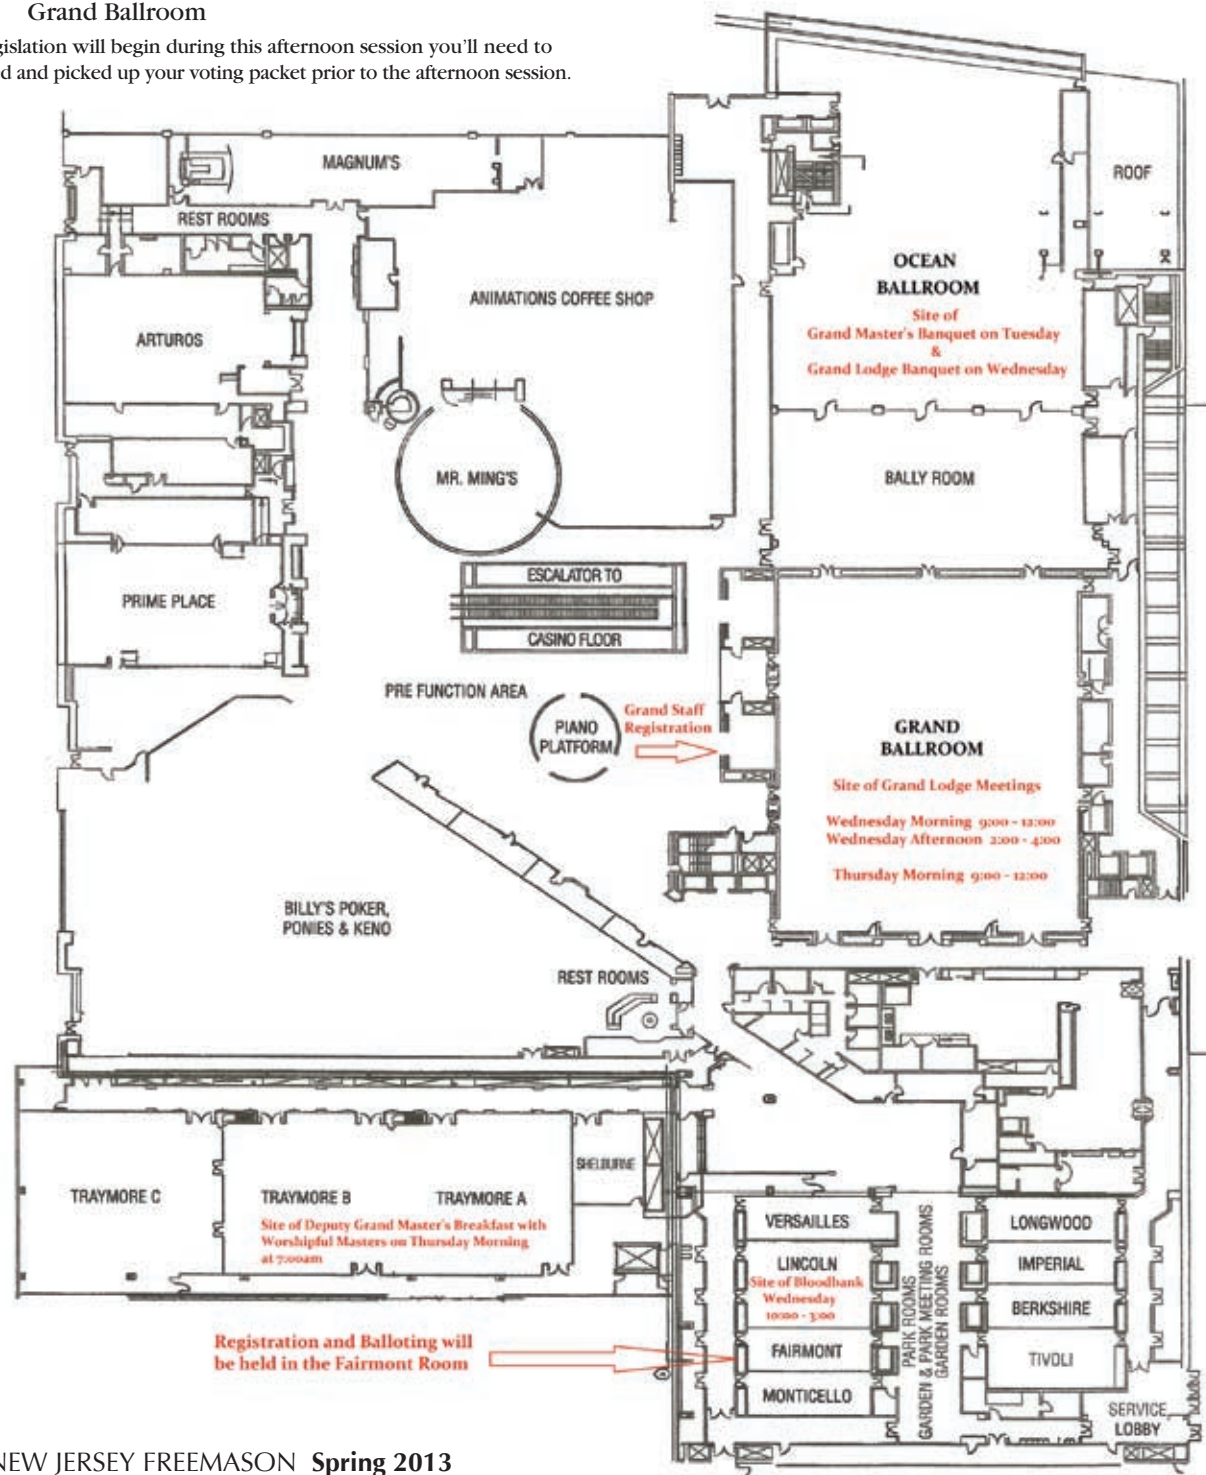 Grand Ballroom
gislation will begin during this afternoon session you'll need to
d and picked up your voting packet prior to the afternoon session.
MAGNUM'S
REST ROOMS
ROOF
ARTUROS
ANIMATIONS COFFEE SHOP
OCEAN
BALLROOM
Site of
Grand Master's Banquet on Tuesday
&
Grand Lodge Banquet on Wednesday
MR. MING'S
BALLY ROOM
PRIME PLACE
ESCALATOR TO
CASINO FLOOR
PRE FUNCTION AREA
PIANO
PLATFORM
Grand Staff
Registration
GRAND
BALLROOM
Site of Grand Lodge Meetings
Wednesday Morning 9:00 - 12:00
Wednesday Afternoon 2:00 - 4:00
Thursday Morning 9:00 - 12:00
BILLY'S POKER,
PONIES & KENO
REST ROOMS
TRAYMORE C
TRAYMORE B
TRAYMORE A
SHELBURNE
Site of Deputy Grand Master's Breakfast with
Worshipful Masters on Thursday Morning
at 7:00am
VERSAILLES
LINCOLN
Site of Bloodbank
Wednesday
10:00 - 3:00
FAIRMONT
MONTICELLO
PARK ROOMS
GARDEN & PARK MEETING ROOMS
GARDEN ROOMS
LONGWOOD
IMPERIAL
BERKSHIRE
TIVOLI
SERVICE
LOBBY
Registration and Balloting will
be held in the Fairmont Room
NEW JERSEY FREEMASON Spring 2013